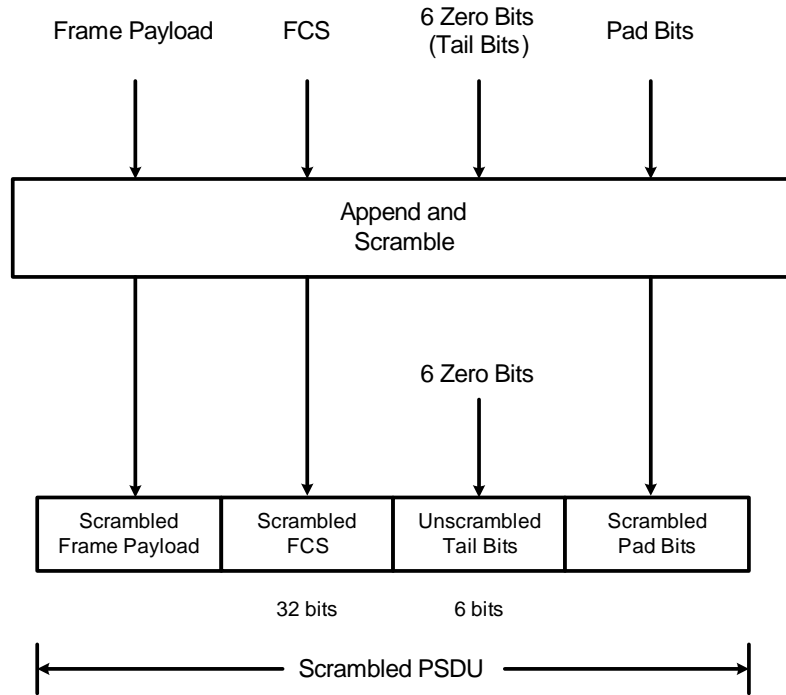 Frame Payload
FCS
6 Zero Bits
(Tail Bits)
Pad Bits
Append and
Scramble
6 Zero Bits
Scrambled
Frame Payload
Scrambled
FCS
Unscrambled
Tail Bits
Scrambled
Pad Bits
32 bits
6 bits
Scrambled PSDU